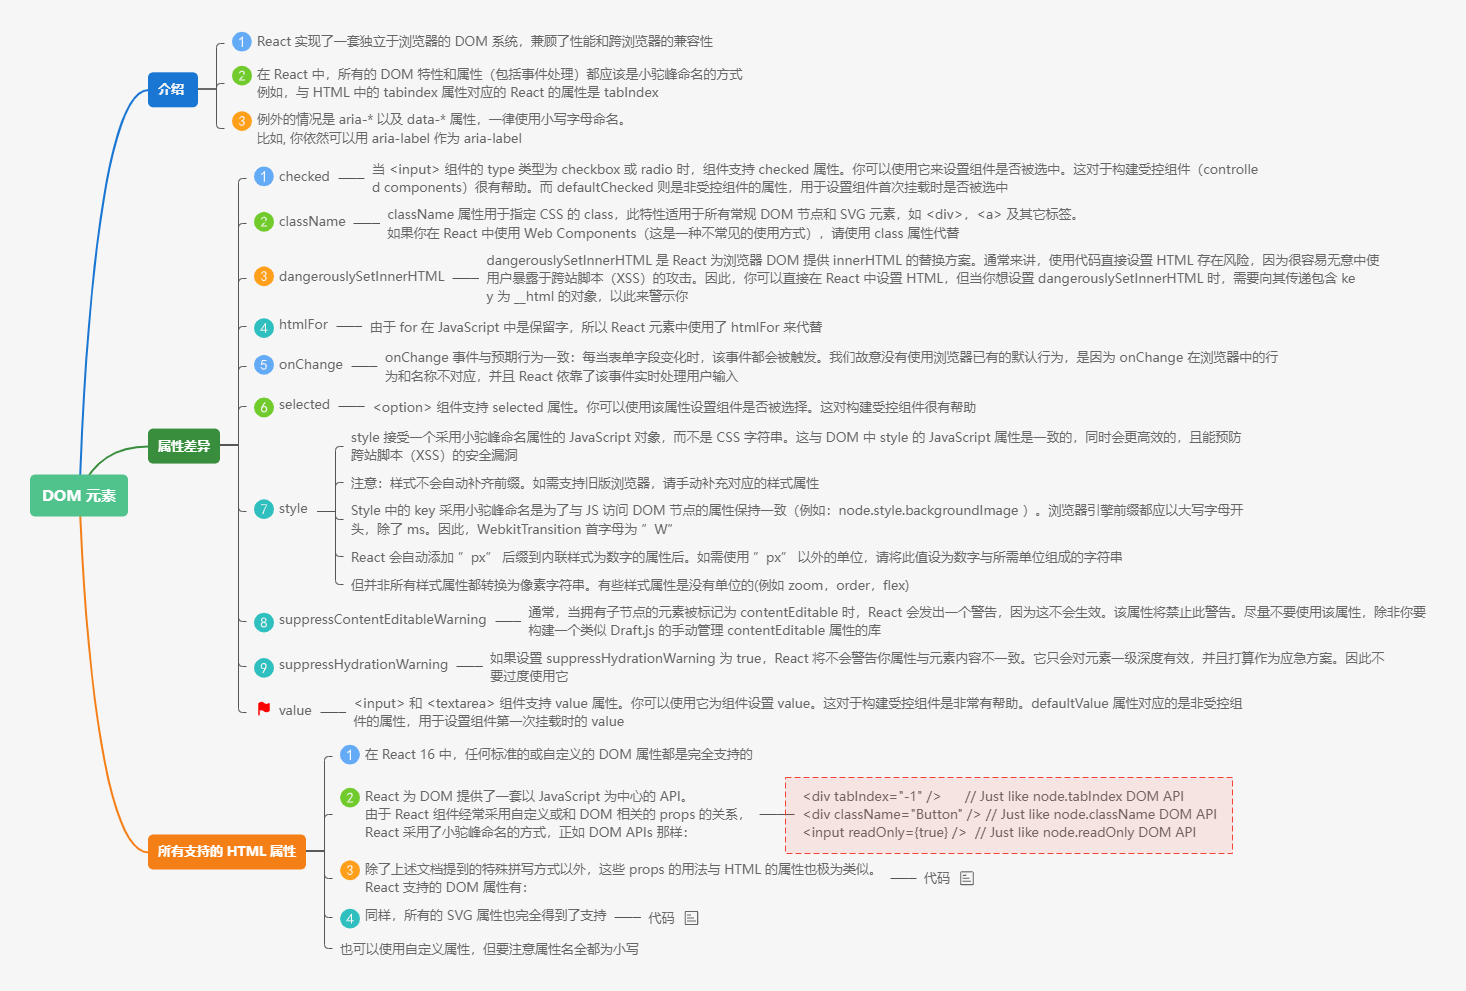 DOM 元素
介绍
1 React 实现了一套独立于浏览器的 DOM 系统，兼顾了性能和跨浏览器的兼容性
2 在 React 中，所有的 DOM 特性和属性（包括事件处理）都应该是小驼峰命名的方式
例如，与 HTML 中的 tabindex 属性对应的 React 的属性是 tabIndex
3 例外的情况是 aria-* 以及 data-* 属性，一律使用小写字母命名。
比如, 你依然可以用 aria-label 作为 aria-label
属性差异
1 checked
当 <input> 组件的 type 类型为 checkbox 或 radio 时，组件支持 checked 属性。你可以使用它来设置组件是否被选中。这对于构建受控组件（controlle
d components）很有帮助。而 defaultChecked 则是非受控组件的属性，用于设置组件首次挂载时是否被选中
2 className
className 属性用于指定 CSS 的 class，此特性适用于所有常规 DOM 节点和 SVG 元素，如 <div>，<a> 及其它标签。
如果你在 React 中使用 Web Components（这是一种不常见的使用方式），请使用 class 属性代替
3 dangerouslySetInnerHTML
dangerouslySetInnerHTML 是 React 为浏览器 DOM 提供 innerHTML 的替换方案。通常来讲，使用代码直接设置 HTML 存在风险，因为很容易无意中使
用户暴露于跨站脚本（XSS）的攻击。因此，你可以直接在 React 中设置 HTML，但当你想设置 dangerouslySetInnerHTML 时，需要向其传递包含 ke
y 为 __html 的对象，以此来警示你
4 htmlFor
由于 for 在 JavaScript 中是保留字，所以 React 元素中使用了 htmlFor 来代替
5 onChange
onChange 事件与预期行为一致：每当表单字段变化时，该事件都会被触发。我们故意没有使用浏览器已有的默认行为，是因为 onChange 在浏览器中的行
为和名称不对应，并且 React 依靠了该事件实时处理用户输入
6 selected
<option> 组件支持 selected 属性。你可以使用该属性设置组件是否被选择。这对构建受控组件很有帮助
7 style
style 接受一个采用小驼峰命名属性的 JavaScript 对象，而不是 CSS 字符串。这与 DOM 中 style 的 JavaScript 属性是一致的，同时会更高效的，且能预防
跨站脚本（XSS）的安全漏洞
注意：样式不会自动补齐前缀。如需支持旧版浏览器，请手动补充对应的样式属性
Style 中的 key 采用小驼峰命名是为了与 JS 访问 DOM 节点的属性保持一致（例如：node.style.backgroundImage ）。浏览器引擎前缀都应以大写字母开
头，除了 ms。因此，WebkitTransition 首字母为 ”W”
React 会自动添加 ”px” 后缀到内联样式为数字的属性后。如需使用 ”px” 以外的单位，请将此值设为数字与所需单位组成的字符串
但并非所有样式属性都转换为像素字符串。有些样式属性是没有单位的(例如 zoom，order，flex)
8 suppressContentEditableWarning
通常，当拥有子节点的元素被标记为 contentEditable 时，React 会发出一个警告，因为这不会生效。该属性将禁止此警告。尽量不要使用该属性，除非你要
构建一个类似 Draft.js 的手动管理 contentEditable 属性的库
9 suppressHydrationWarning
如果设置 suppressHydrationWarning 为 true，React 将不会警告你属性与元素内容不一致。它只会对元素一级深度有效，并且打算作为应急方案。因此不
要过度使用它
value
<input> 和 <textarea> 组件支持 value 属性。你可以使用它为组件设置 value。这对于构建受控组件是非常有帮助。defaultValue 属性对应的是非受控组
件的属性，用于设置组件第一次挂载时的 value
所有支持的 HTML 属性
1 在 React 16 中，任何标准的或自定义的 DOM 属性都是完全支持的
2 React 为 DOM 提供了一套以 JavaScript 为中心的 API。
由于 React 组件经常采用自定义或和 DOM 相关的 props 的关系，
React 采用了小驼峰命名的方式，正如 DOM APIs 那样：
<div tabIndex="-1" /> // Just like node.tabIndex DOM API
<div className="Button" /> // Just like node.className DOM API
<input readOnly={true} /> // Just like node.readOnly DOM API
3 除了上述文档提到的特殊拼写方式以外，这些 props 的用法与 HTML 的属性也极为类似。
React 支持的 DOM 属性有：
代码
4 同样，所有的 SVG 属性也完全得到了支持
代码
也可以使用自定义属性，但要注意属性名全都为小写